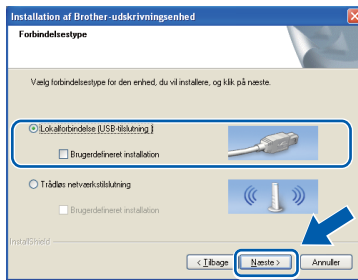 Installation af Brother-udskrivningsenhed
Forbindelsestype
Vælg forbindelsestype for den enhed, du vil installere, og klik på næste.
Lokalforbindelse (USB-tilslutning )
Brugerdefineret installation
Trådløs netværkstilslutning
Brugerdefineret installation
InstallShield
< Tilbage
Næste >
Annuller